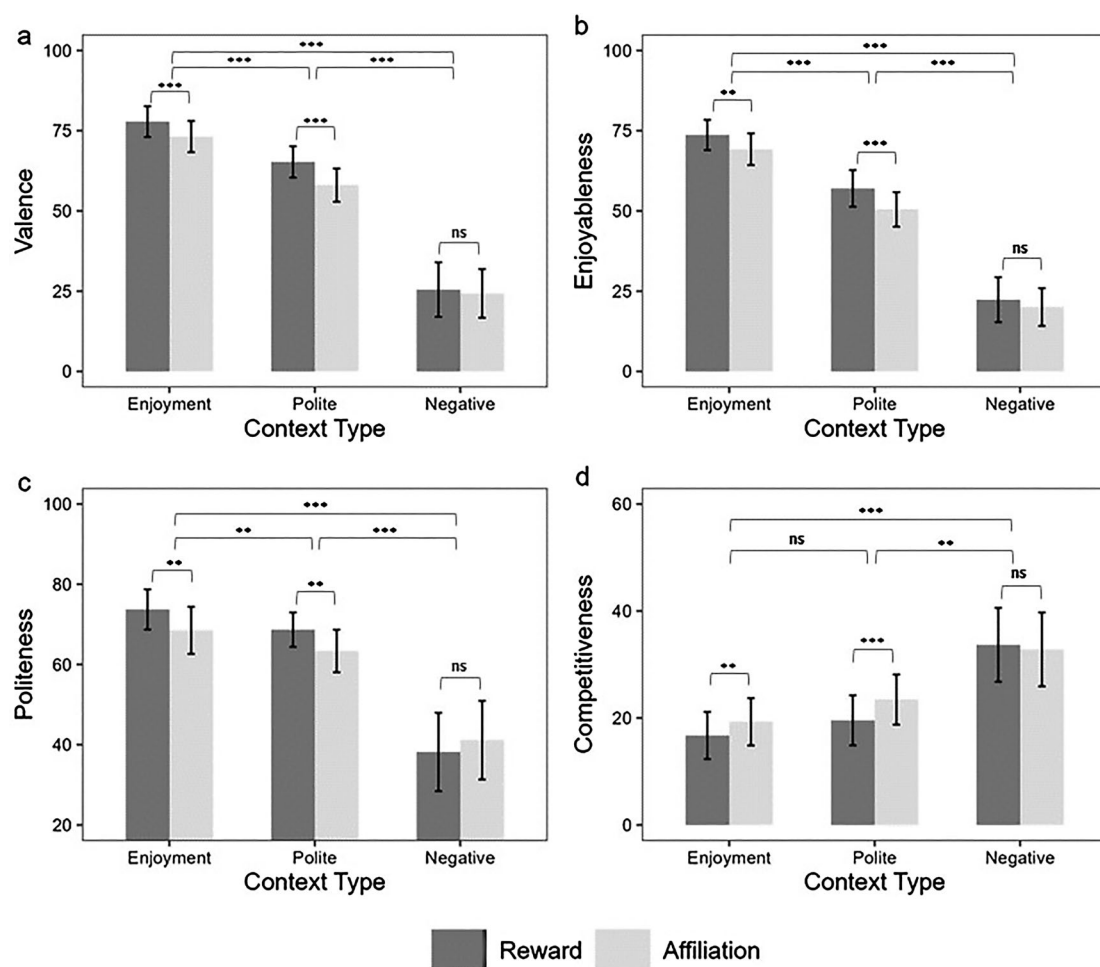 a
100
75
50
25
0
Valence
***
***
***
***
***
ns
Enjoyment
Polite
Negative
Context Type
b
100
75
50
25
0
Enjoyableness
***
***
***
**
***
ns
Enjoyment
Polite
Negative
Context Type
c
100
80
60
40
20
Politeness
***
**
***
**
**
ns
Enjoyment
Polite
Negative
Context Type
d
60
40
20
0
Competitiveness
***
ns
**
**
***
ns
Enjoyment
Polite
Negative
Context Type
Reward
Affiliation